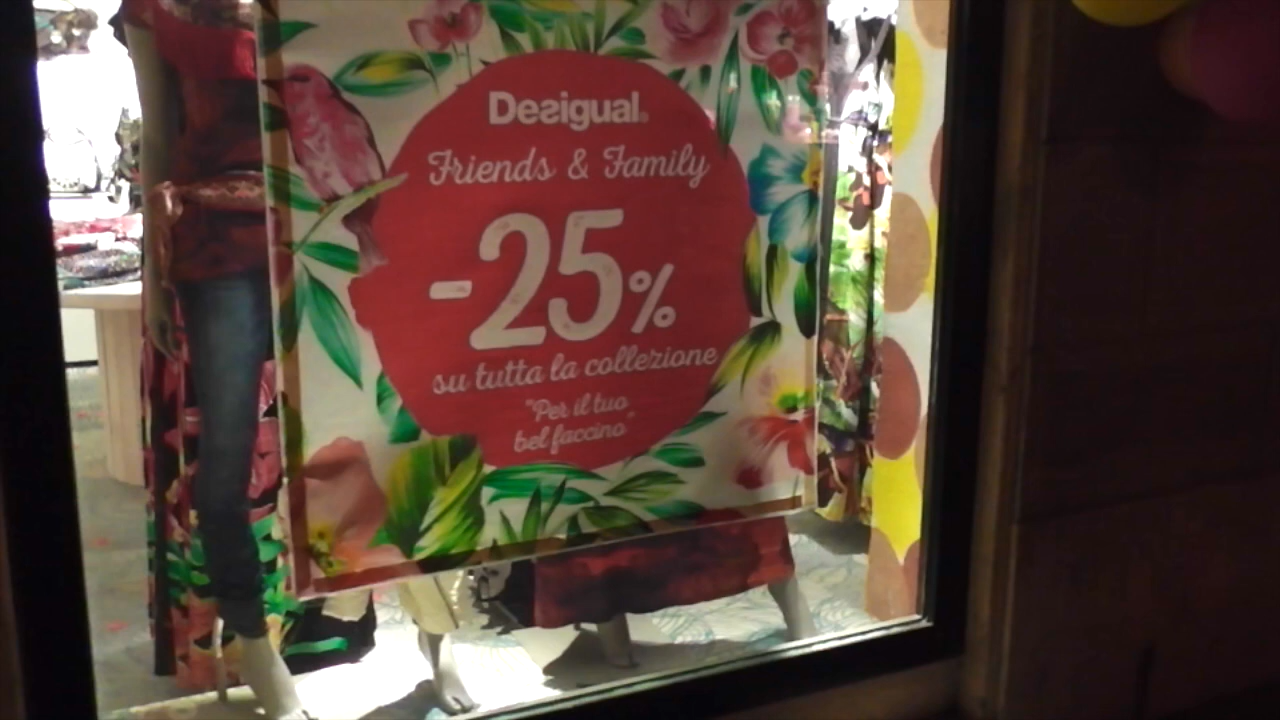 Desigual.
Friends & Family
-25%
su tutta la collezione
"Per il tuo
bel faccino"